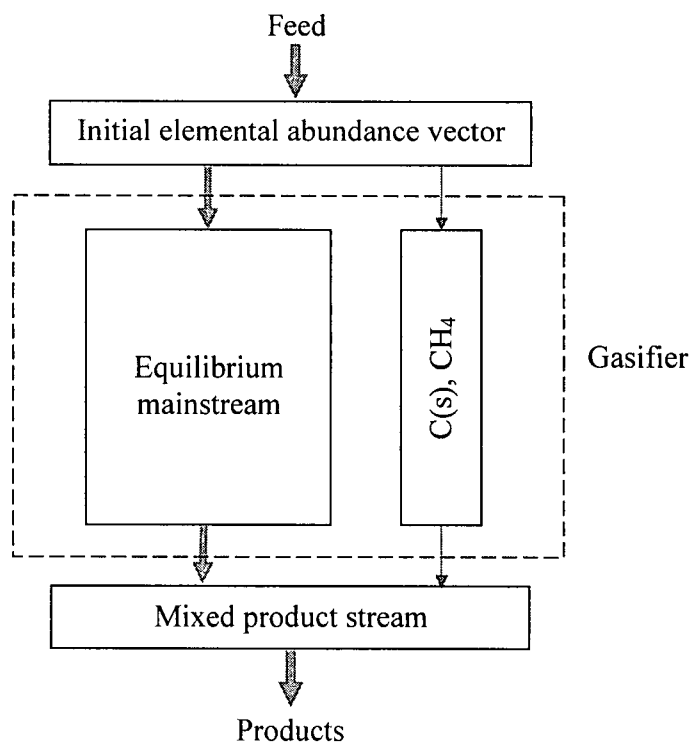 Feed
Initial elemental abundance vector
Equilibrium
mainstream
C(s), CH₄
Gasifier
Mixed product stream
Products